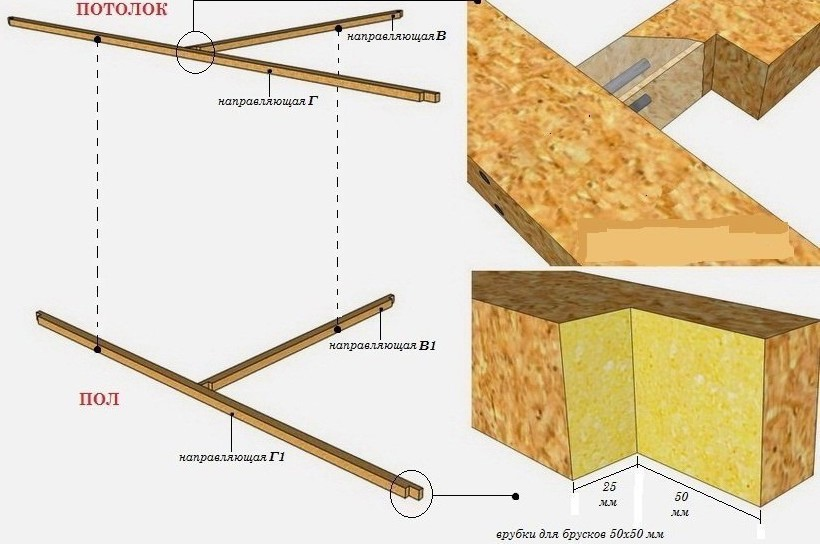 ПОТОЛОК
направляющая В
направляющая Г
направляющая В1
ПОЛ
направляющая Г1
25
мм
50
мм
врубки для брусков 50х50 мм